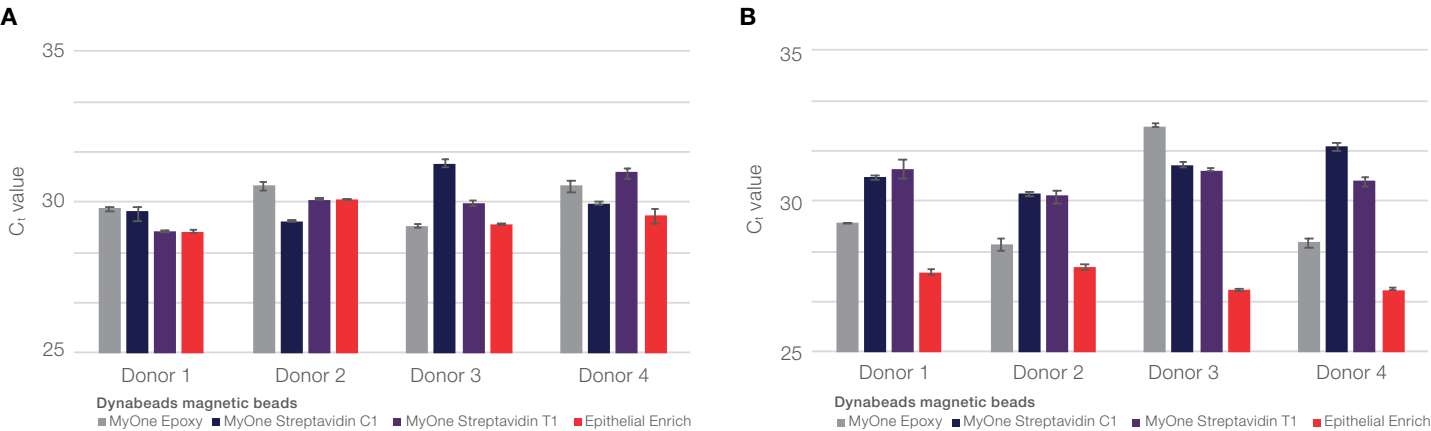 A
35
30
25
Cₜ value
Donor 1 Donor 2 Donor 3 Donor 4
Dynabeads magnetic beads
MyOne Epoxy MyOne Streptavidin C1 MyOne Streptavidin T1 Epithelial Enrich
B
35
30
25
Cₜ value
Donor 1 Donor 2 Donor 3 Donor 4
Dynabeads magnetic beads
MyOne Epoxy MyOne Streptavidin C1 MyOne Streptavidin T1 Epithelial Enrich